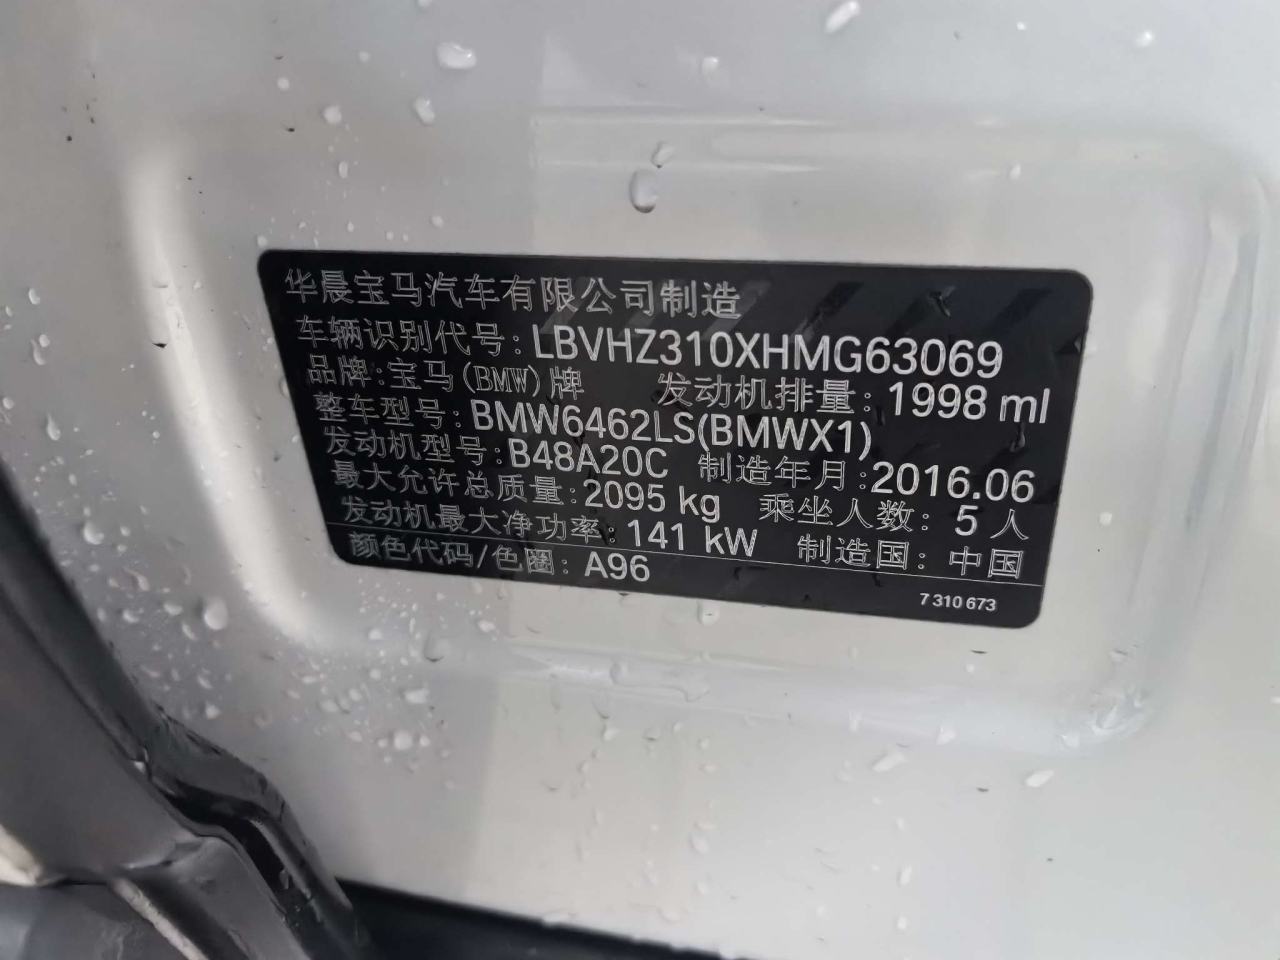 华晨宝马汽车有限公司制造
车辆识别代号: LBVHZ310XHMG63069
品牌:宝马(BMW)牌 发动机排量: 1998 ml
整车型号: BMW6462LS(BMWX1)
发动机型号: B48A20C 制造年月:2016.06
最大允许总质量: 2095 kg 乘坐人数: 5人
发动机最大净功率: 141 kW 制造国: 中国
颜色代码/色圈: A96
7 310 673